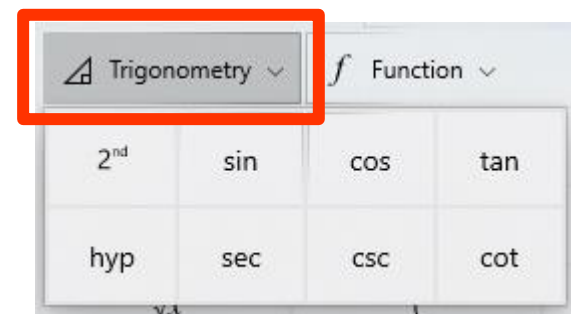 Trigonometry f Function
2nd sin cos tan
hyp sec csc cot